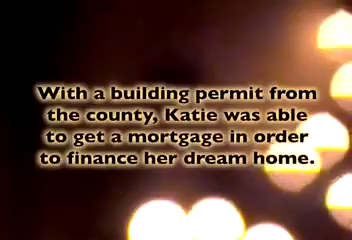 With a building permit from
the county, Katie was able
to get a mortgage in order
to finance her dream home.